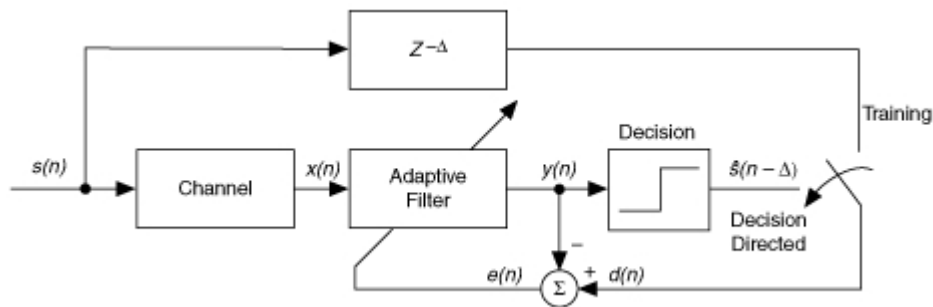 Z⁻Δ
Training
Decision
s(n)
Channel
x(n)
Adaptive
Filter
y(n)
ŝ(n – Δ)
Decision
Directed
–
e(n)
Σ
+
d(n)